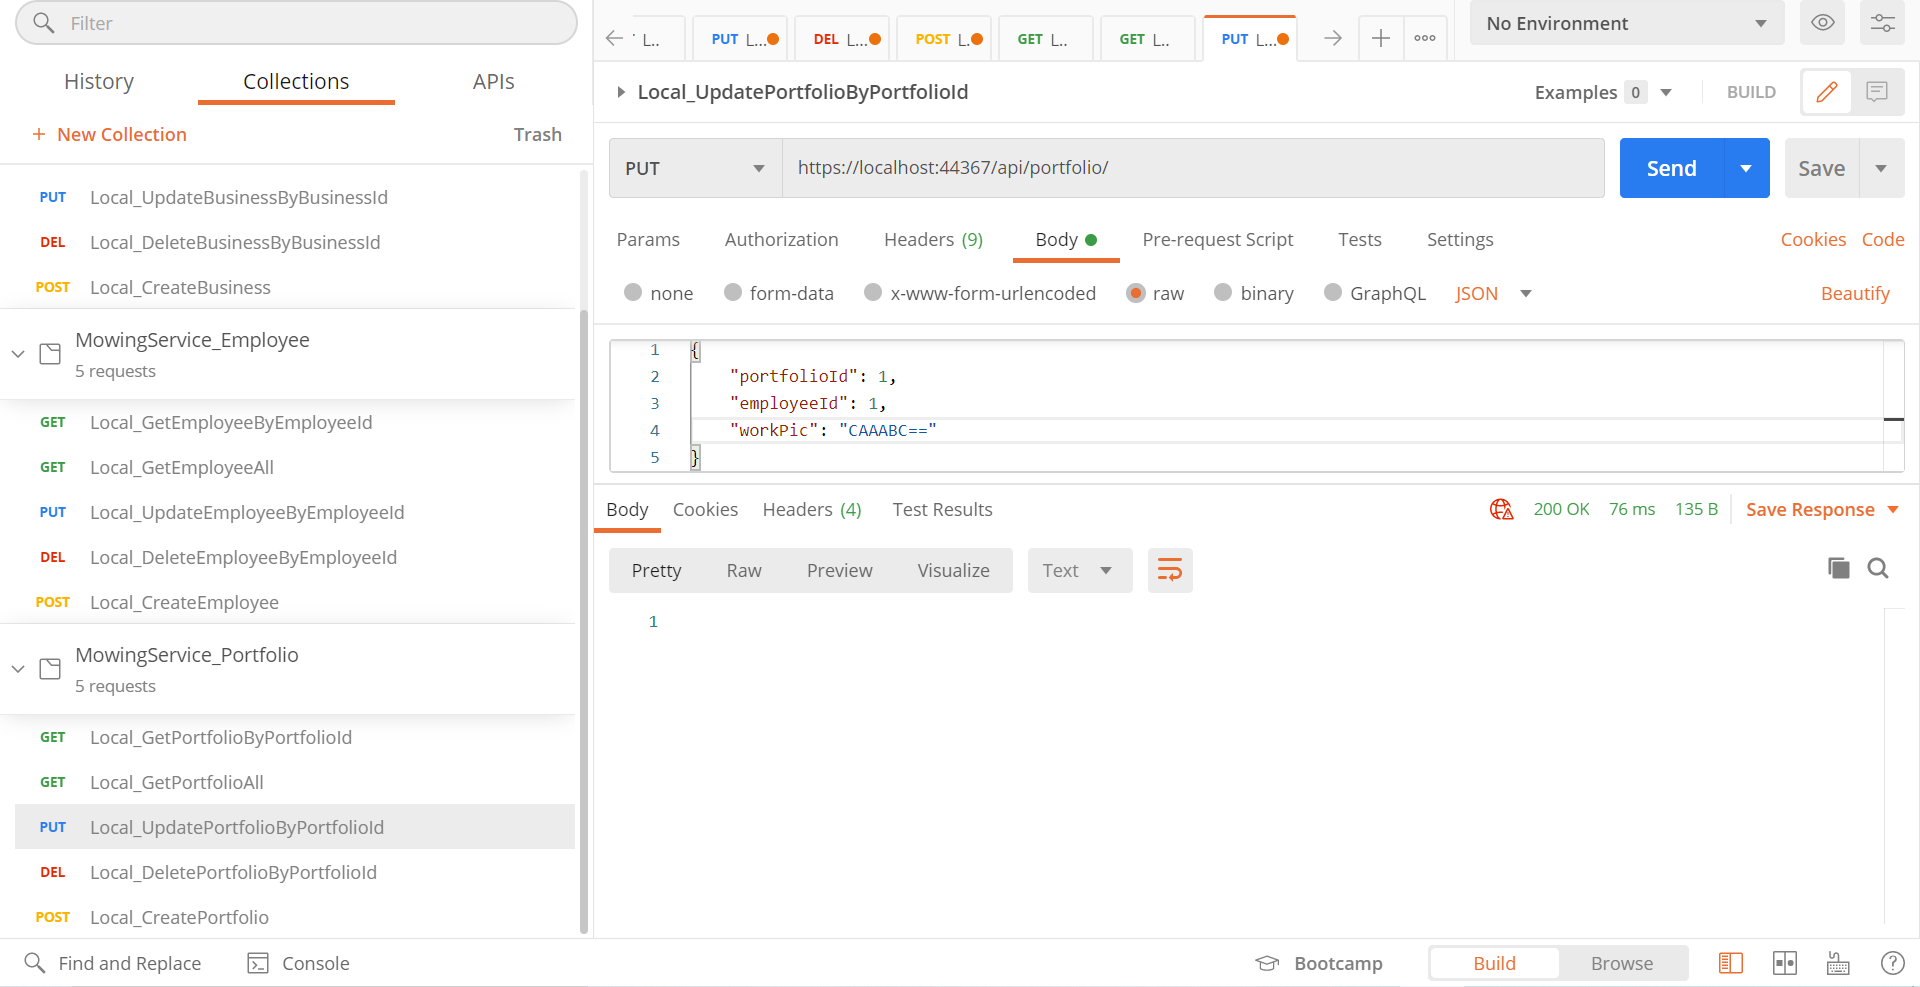 Filter
History
Collections
APIs
+ New Collection
Trash
PUT Local_UpdateBusinessByBusinessId
DEL Local_DeleteBusinessByBusinessId
POST Local_CreateBusiness
MowingService_Employee
5 requests
GET Local_GetEmployeeByEmployeeId
GET Local_GetEmployeeAll
PUT Local_UpdateEmployeeByEmployeeId
DEL Local_DeleteEmployeeByEmployeeId
POST Local_CreateEmployee
MowingService_Portfolio
5 requests
GET Local_GetPortfolioByPortfolioId
GET Local_GetPortfolioAll
PUT Local_UpdatePortfolioByPortfolioId
DEL Local_DeletePortfolioByPortfolioId
POST Local_CreatePortfolio
L.. PUT L... DEL L... POST L. GET L.. GET L.. PUT L...
No Environment
Local_UpdatePortfolioByPortfolioId
Examples 0
BUILD
PUT
https://localhost:44367/api/portfolio/
Send
Save
Params Authorization Headers (9) Body Pre-request Script Tests Settings Cookies Code
none form-data x-www-form-urlencoded raw binary GraphQL JSON Beautify
1 {
2 "portfolioId": 1,
3 "employeeId": 1,
4 "workPic": "CAAABC=="
5 }
Body Cookies Headers (4) Test Results 200 OK 76 ms 135 B Save Response
Pretty Raw Preview Visualize Text
1
Find and Replace Console Bootcamp Build Browse